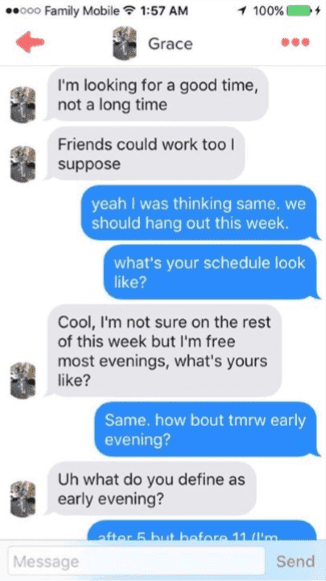 Family Mobile 1:57 AM 100%
Grace
I'm looking for a good time,
not a long time
Friends could work too I
suppose
yeah I was thinking same. we
should hang out this week.
what's your schedule look
like?
Cool, I'm not sure on the rest
of this week but I'm free
most evenings, what's yours
like?
Same. how bout tmrw early
evening?
Uh what do you define as
early evening?
after 5 but before 11 (I'm
Message Send